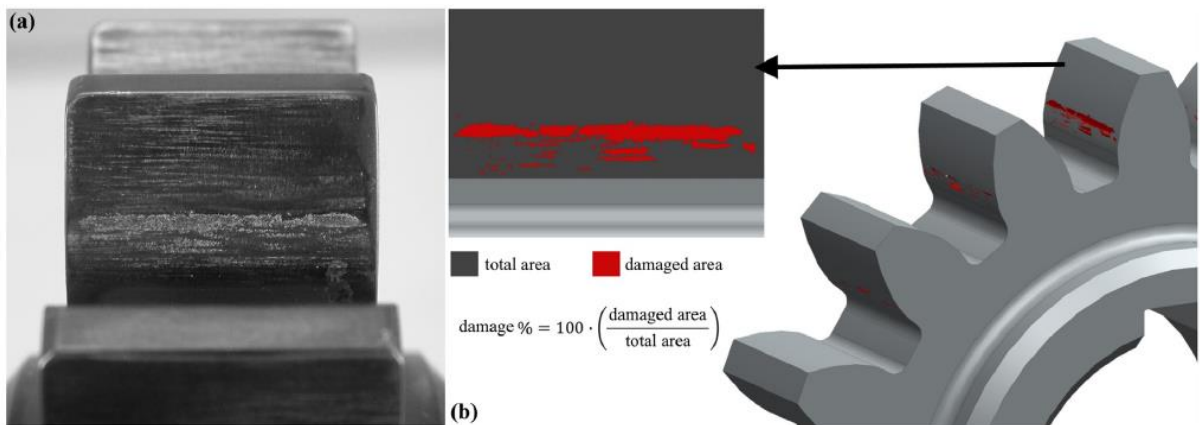 (a)
total area
damaged area
damage % = 100 · (damaged area / total area)
(b)